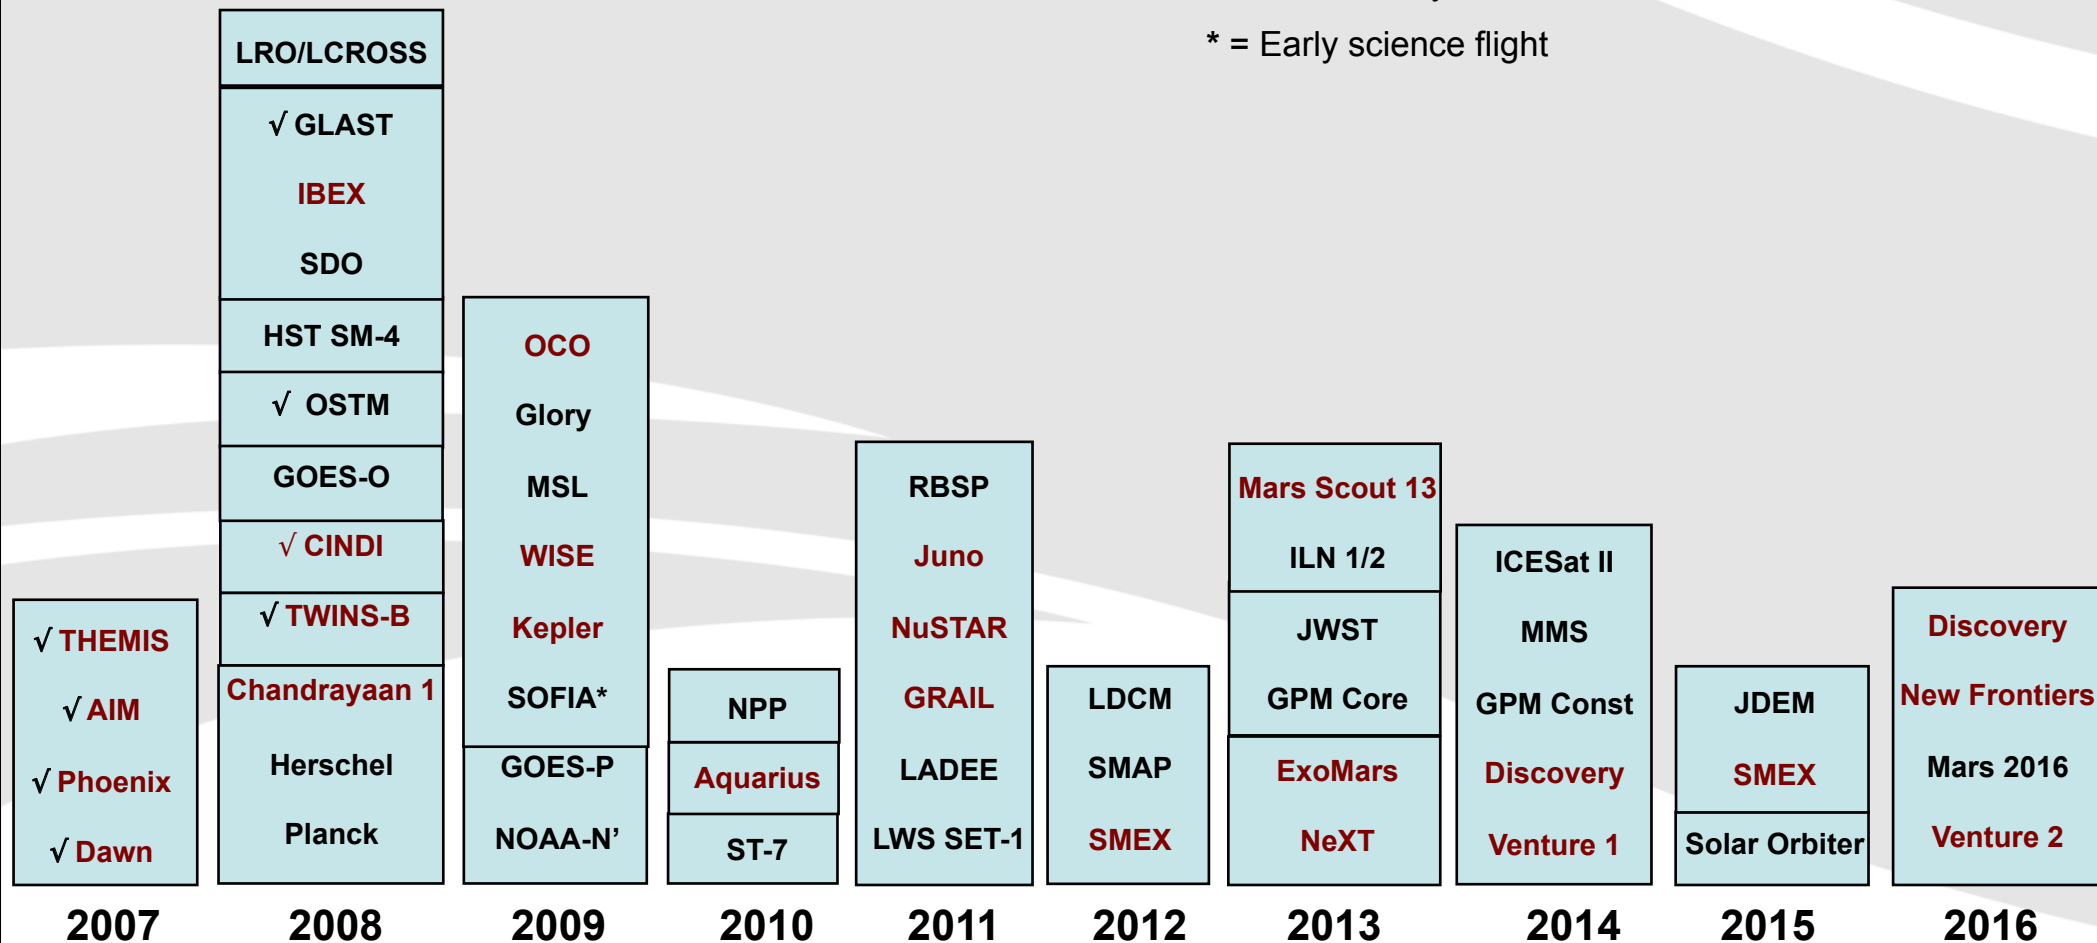 * = Early science flight
LRO/LCROSS
√ GLAST
IBEX
SDO
HST SM-4
√ OSTM
GOES-O
√ CINDI
√ TWINS-B
Chandrayaan 1
Herschel
Planck
√ THEMIS
√ AIM
√ Phoenix
√ Dawn
OCO
Glory
MSL
WISE
Kepler
SOFIA*
GOES-P
NOAA-N’
NPP
Aquarius
ST-7
RBSP
Juno
NuSTAR
GRAIL
LADEE
LWS SET-1
LDCM
SMAP
SMEX
Mars Scout 13
ILN 1/2
JWST
GPM Core
ExoMars
NeXT
ICESat II
MMS
GPM Const
Discovery
Venture 1
JDEM
SMEX
Solar Orbiter
Discovery
New Frontiers
Mars 2016
Venture 2
2007 2008 2009 2010 2011 2012 2013 2014 2015 2016